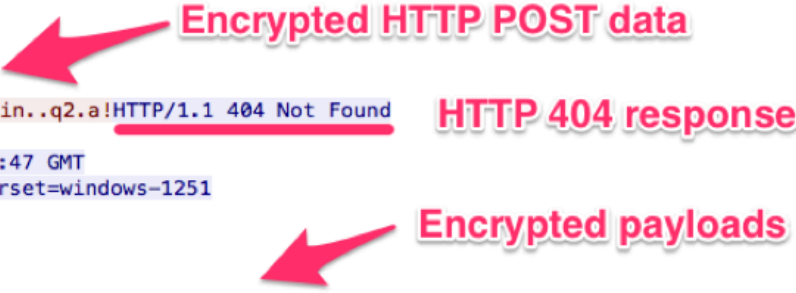 Encrypted HTTP POST data
in..q2.a!HTTP/1.1 404 Not Found
HTTP 404 response
:47 GMT
rset=windows-1251
Encrypted payloads